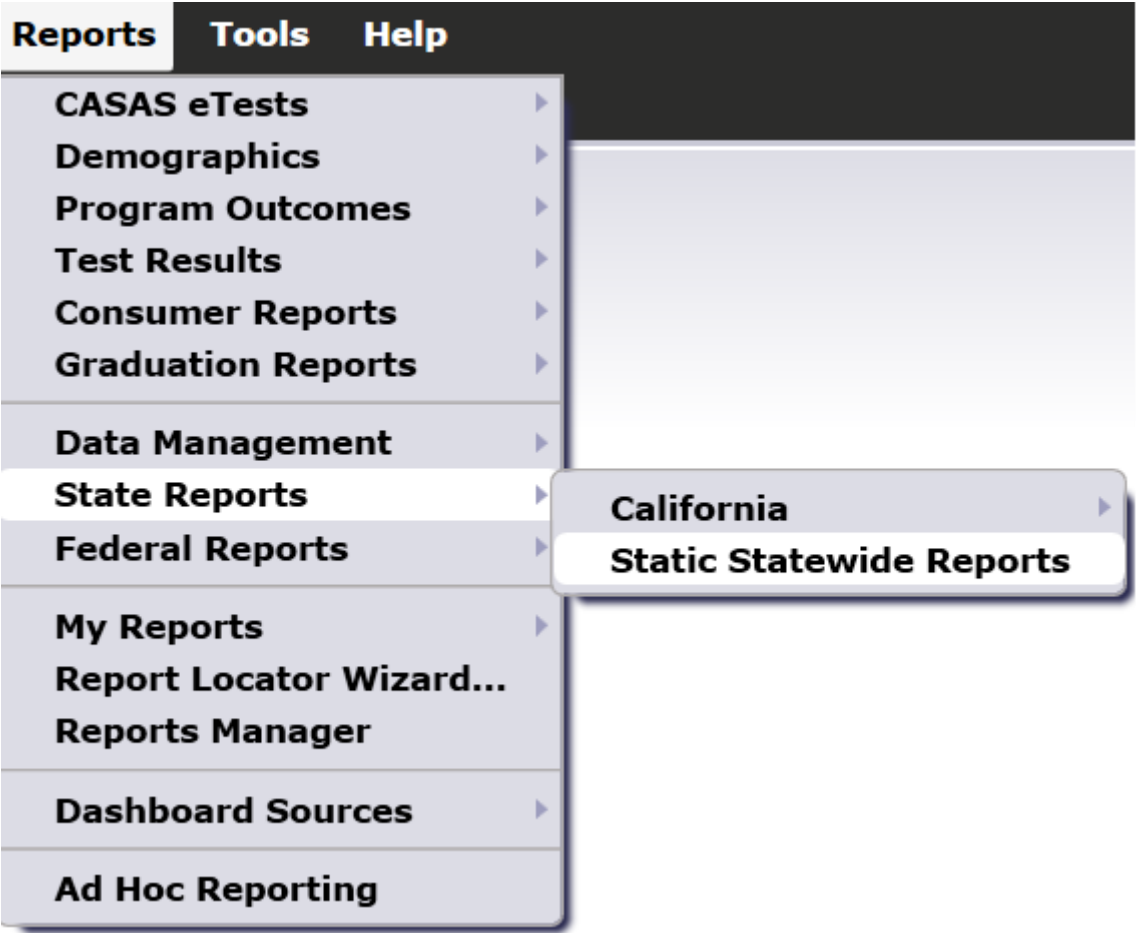 Reports Tools Help
CASAS eTests
Demographics
Program Outcomes
Test Results
Consumer Reports
Graduation Reports
Data Management
State Reports
Federal Reports
My Reports
Report Locator Wizard...
Reports Manager
Dashboard Sources
Ad Hoc Reporting
California
Static Statewide Reports